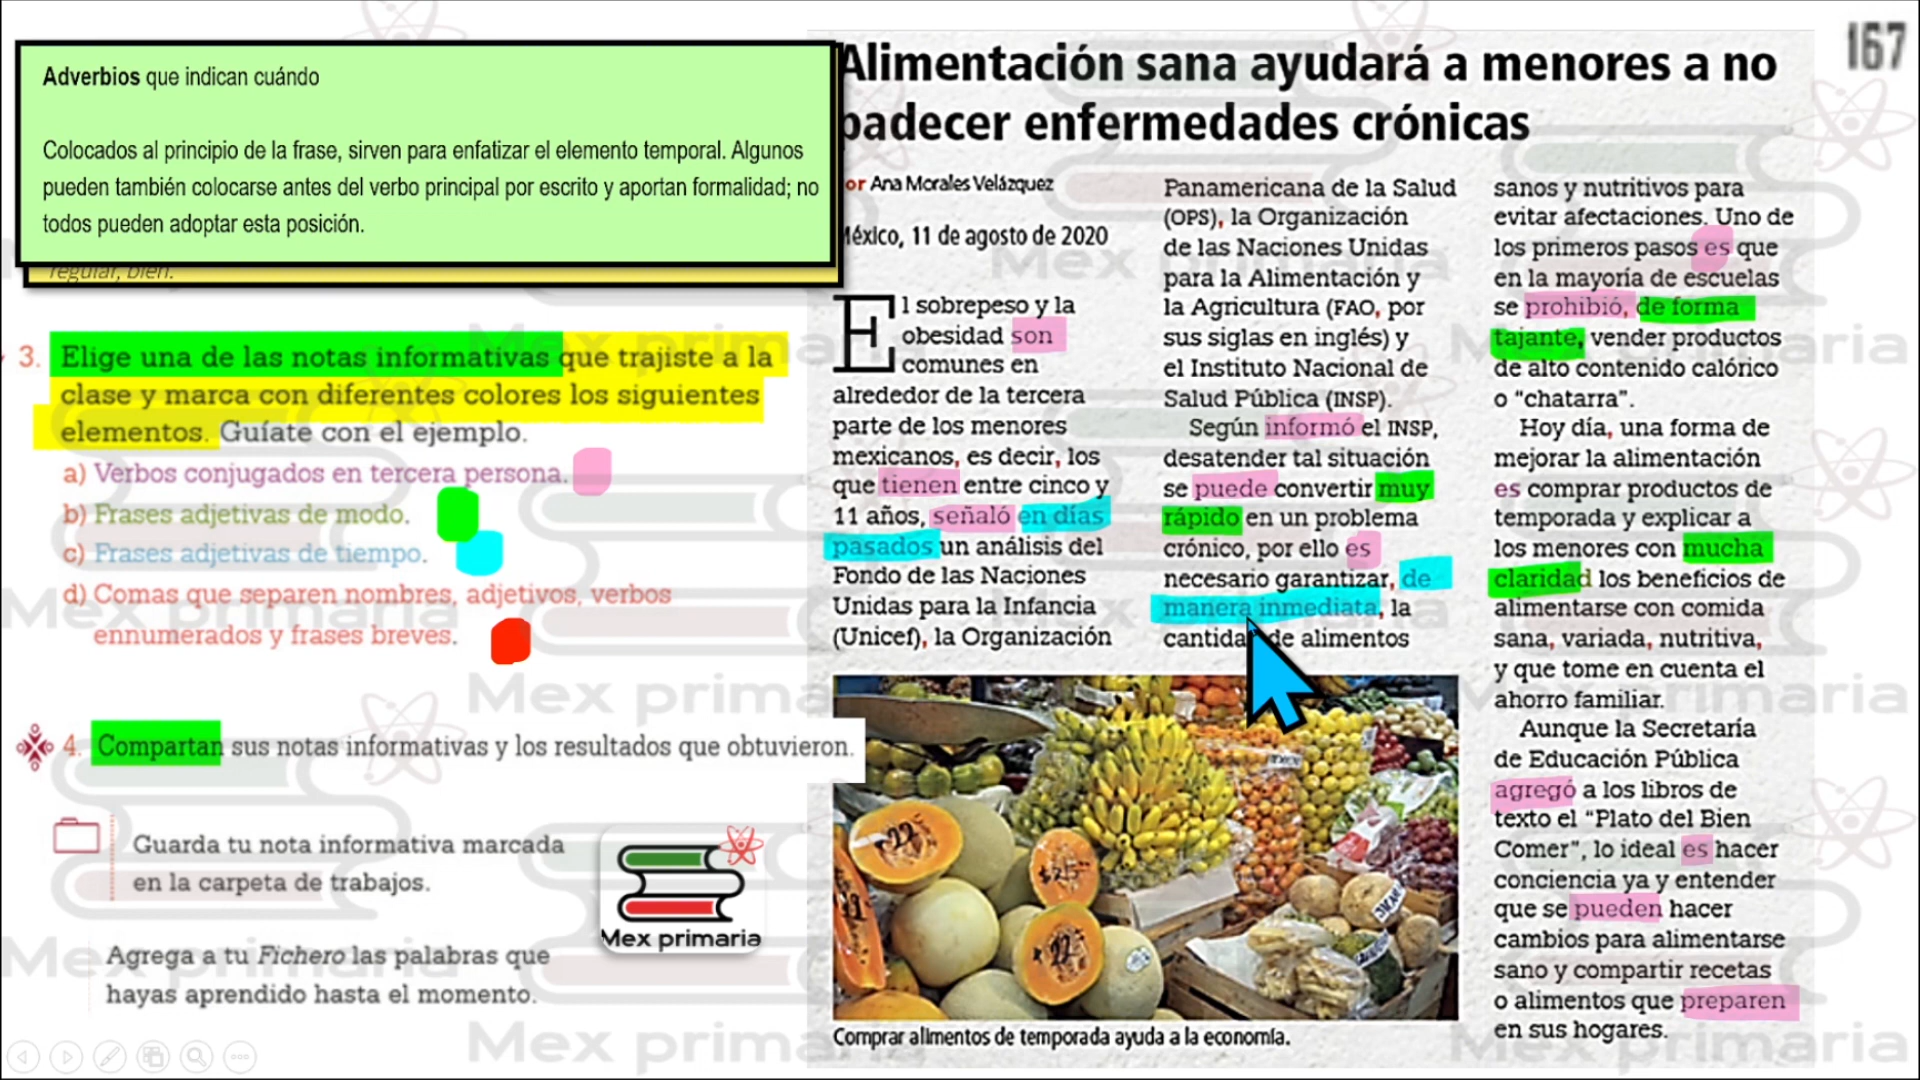 167
Adverbios que indican cuándo
Colocados al principio de la frase, sirven para enfatizar el elemento temporal. Algunos
pueden también colocarse antes del verbo principal por escrito y aportan formalidad; no
todos pueden adoptar esta posición.
regular, bien.
3. Elige una de las notas informativas que trajiste a la
clase y marca con diferentes colores los siguientes
elementos. Guíate con el ejemplo.
a) Verbos conjugados en tercera persona.
b) Frases adjetivas de modo.
c) Frases adjetivas de tiempo.
d) Comas que separen nombres, adjetivos, verbos
ennumerados y frases breves.
4. Compartan sus notas informativas y los resultados que obtuvieron.
Guarda tu nota informativa marcada
en la carpeta de trabajos.
Mex primaria
Agrega a tu Fichero las palabras que
hayas aprendido hasta el momento.
Alimentación sana ayudará a menores a no
padecer enfermedades crónicas
or Ana Morales Velázquez
México, 11 de agosto de 2020
El sobrepeso y la
obesidad son
comunes en
alrededor de la tercera
parte de los menores
mexicanos, es decir, los
que tienen entre cinco y
11 años, señaló en días
pasados un análisis del
Fondo de las Naciones
Unidas para la Infancia
(Unicef), la Organización
Panamericana de la Salud
(OPS), la Organización
de las Naciones Unidas
para la Alimentación y
la Agricultura (FAO, por
sus siglas en inglés) y
el Instituto Nacional de
Salud Pública (INSP).
Según informó el INSP,
desatender tal situación
se puede convertir muy
rápido en un problema
crónico, por ello es
necesario garantizar, de
manera inmediata, la
cantidad de alimentos
sanos y nutritivos para
evitar afectaciones. Uno de
los primeros pasos es que
en la mayoría de escuelas
se prohibió, de forma
tajante, vender productos
de alto contenido calórico
o “chatarra”.
Hoy día, una forma de
mejorar la alimentación
es comprar productos de
temporada y explicar a
los menores con mucha
claridad los beneficios de
alimentarse con comida
sana, variada, nutritiva,
y que tome en cuenta el
ahorro familiar.
Aunque la Secretaría
de Educación Pública
agregó a los libros de
texto el “Plato del Bien
Comer”, lo ideal es hacer
conciencia ya y entender
que se pueden hacer
cambios para alimentarse
sano y compartir recetas
o alimentos que preparen
en sus hogares.
Comprar alimentos de temporada ayuda a la economía.